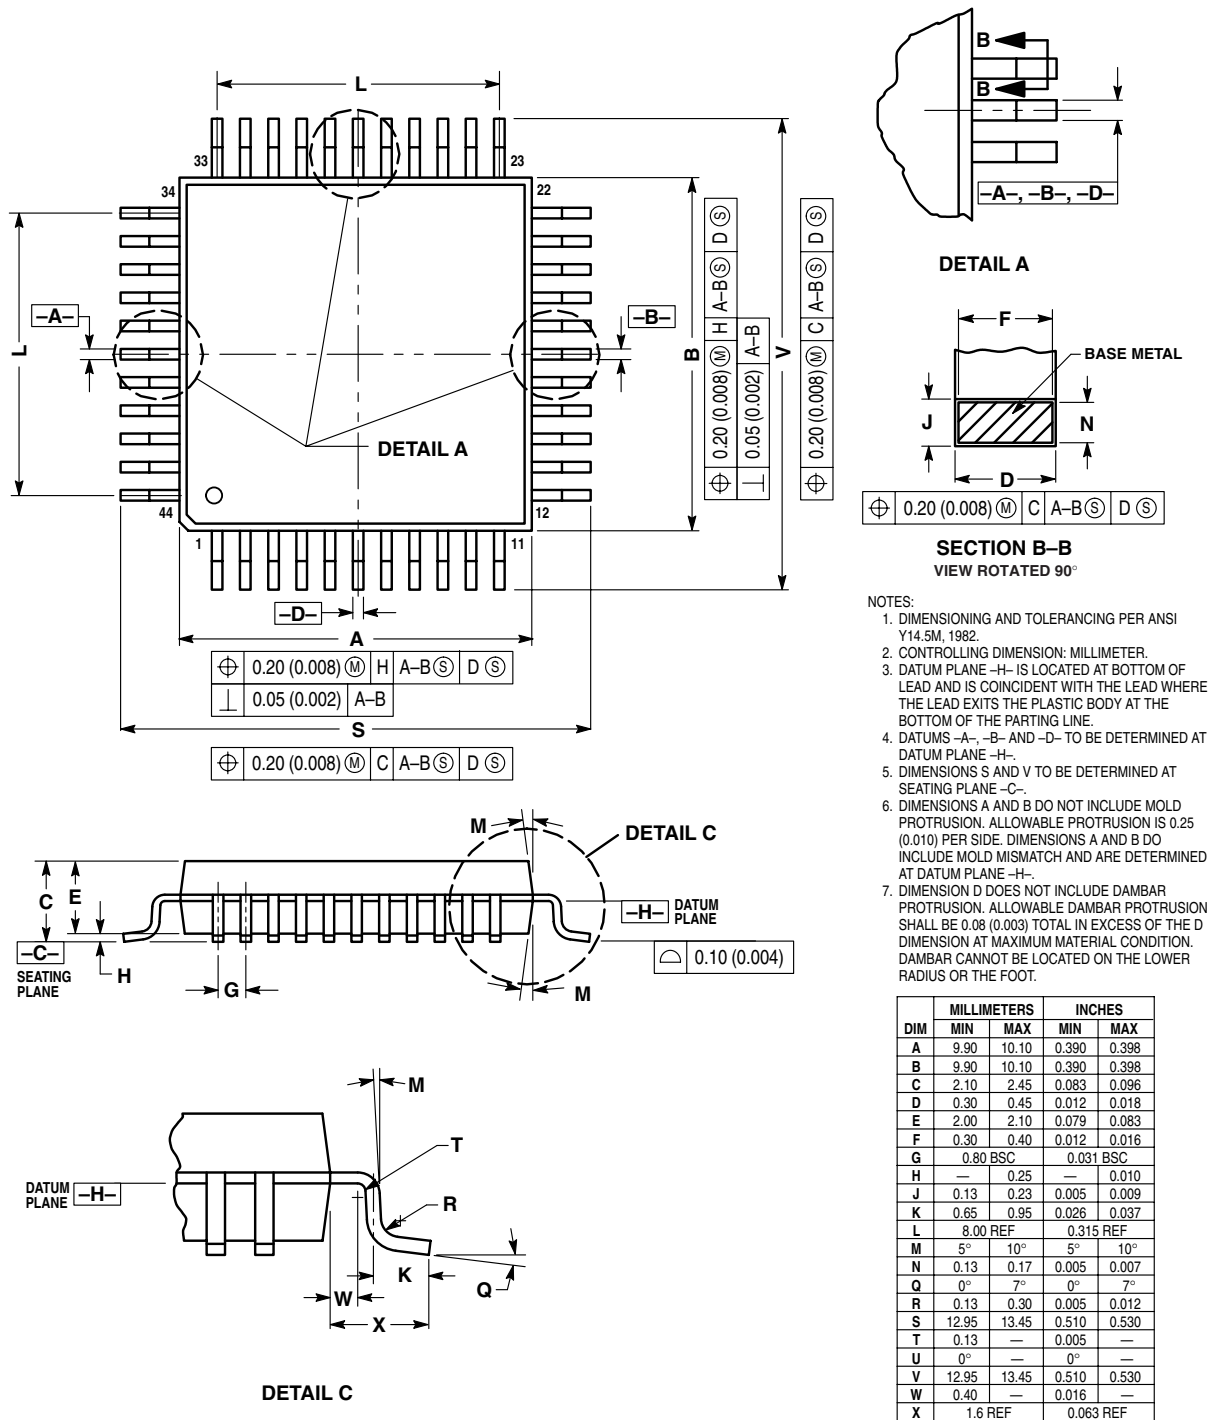 L
33
23
34
22
–A–
–B–
L
B
V
DETAIL A
44
12
1
11
–D–
A
⌖ 0.20 (0.008) Ⓜ H A–B Ⓢ D Ⓢ
⊥ 0.05 (0.002) A–B
S
⌖ 0.20 (0.008) Ⓜ C A–B Ⓢ D Ⓢ
⌖ 0.20 (0.008) Ⓜ H A–B Ⓢ D Ⓢ
⊥ 0.05 (0.002) A–B
⌖ 0.20 (0.008) Ⓜ C A–B Ⓢ D Ⓢ
B
B
–A–, –B–, –D–
DETAIL A
F
BASE METAL
J
N
D
⌖ 0.20 (0.008) Ⓜ C A–B Ⓢ D Ⓢ
SECTION B–B
VIEW ROTATED 90°
M
DETAIL C
C
E
–H– DATUM
PLANE
–C–
SEATING
PLANE
H
G
M
⌓ 0.10 (0.004)
M
T
R
DATUM
PLANE –H–
K
W
X
Q
DETAIL C
NOTES:
1. DIMENSIONING AND TOLERANCING PER ANSI
Y14.5M, 1982.
2. CONTROLLING DIMENSION: MILLIMETER.
3. DATUM PLANE –H– IS LOCATED AT BOTTOM OF
LEAD AND IS COINCIDENT WITH THE LEAD WHERE
THE LEAD EXITS THE PLASTIC BODY AT THE
BOTTOM OF THE PARTING LINE.
4. DATUMS –A–, –B– AND –D– TO BE DETERMINED AT
DATUM PLANE –H–.
5. DIMENSIONS S AND V TO BE DETERMINED AT
SEATING PLANE –C–.
6. DIMENSIONS A AND B DO NOT INCLUDE MOLD
PROTRUSION. ALLOWABLE PROTRUSION IS 0.25
(0.010) PER SIDE. DIMENSIONS A AND B DO
INCLUDE MOLD MISMATCH AND ARE DETERMINED
AT DATUM PLANE –H–.
7. DIMENSION D DOES NOT INCLUDE DAMBAR
PROTRUSION. ALLOWABLE DAMBAR PROTRUSION
SHALL BE 0.08 (0.003) TOTAL IN EXCESS OF THE D
DIMENSION AT MAXIMUM MATERIAL CONDITION.
DAMBAR CANNOT BE LOCATED ON THE LOWER
RADIUS OR THE FOOT.
MILLIMETERS INCHES
DIM MIN MAX MIN MAX
A 9.90 10.10 0.390 0.398
B 9.90 10.10 0.390 0.398
C 2.10 2.45 0.083 0.096
D 0.30 0.45 0.012 0.018
E 2.00 2.10 0.079 0.083
F 0.30 0.40 0.012 0.016
G 0.80 BSC 0.031 BSC
H — 0.25 — 0.010
J 0.13 0.23 0.005 0.009
K 0.65 0.95 0.026 0.037
L 8.00 REF 0.315 REF
M 5° 10° 5° 10°
N 0.13 0.17 0.005 0.007
Q 0° 7° 0° 7°
R 0.13 0.30 0.005 0.012
S 12.95 13.45 0.510 0.530
T 0.13 — 0.005 —
U 0° — 0° —
V 12.95 13.45 0.510 0.530
W 0.40 — 0.016 —
X 1.6 REF 0.063 REF